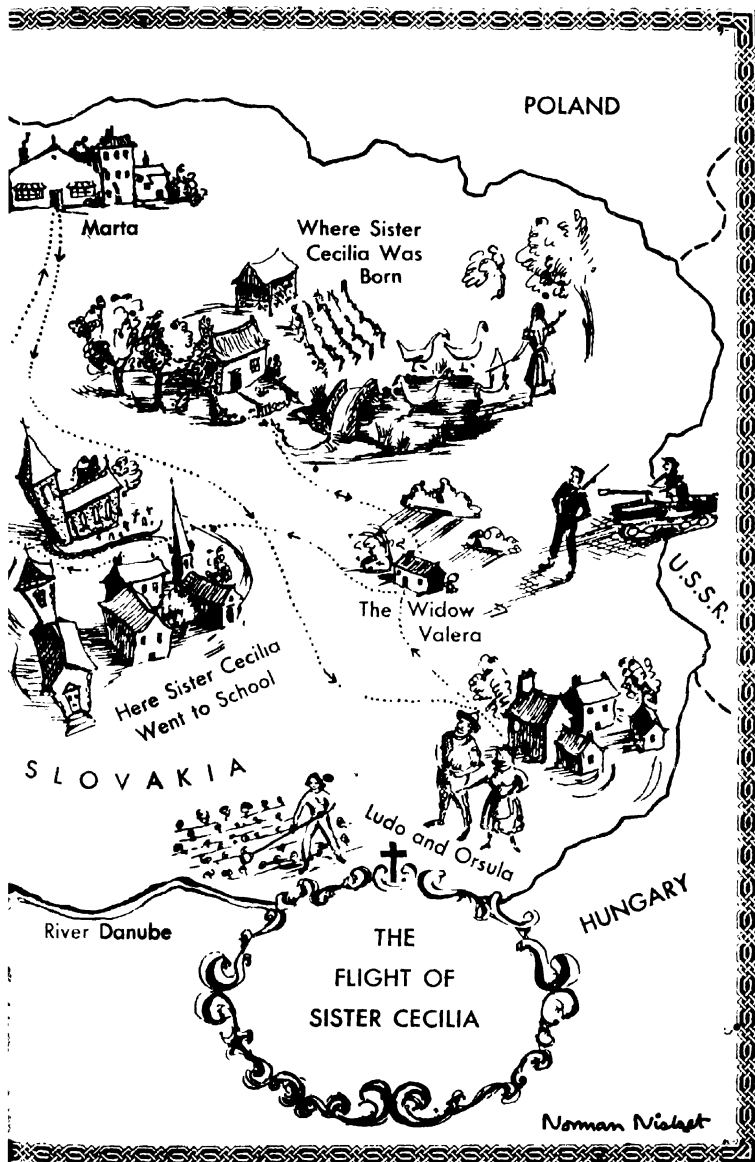 POLAND
Marta
Where Sister
Cecilia Was
Born
U.S.S.R.
The Widow
Valera
Here Sister Cecilia
Went to School
SLOVAKIA
Ludo and Orsula
River Danube
HUNGARY
THE
FLIGHT OF
SISTER CECILIA
Norman